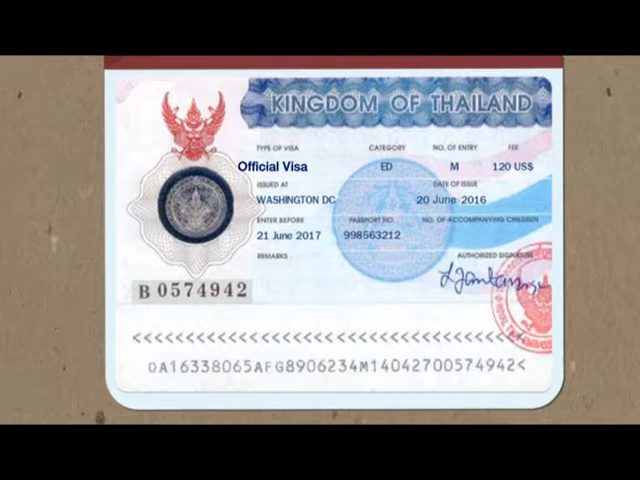 KINGDOM OF THAILAND
TYPE OF VISA CATEGORY NO. OF ENTRY FEE
Official Visa ED M 120 US$
ISSUED AT DATE OF ISSUE
WASHINGTON DC 20 June 2016
ENTER BEFORE PASSPORT NO. NO. OF ACCOMPANYING CHILDREN
21 June 2017 998563212
REMARKS AUTHORIZED SIGNATURE
B 0574942
<<<<<<<<<<<<<<<<<<<<<<<<<<<<<<<<<<<<<<<<
0A16338065AFG8906234M14042700574942<